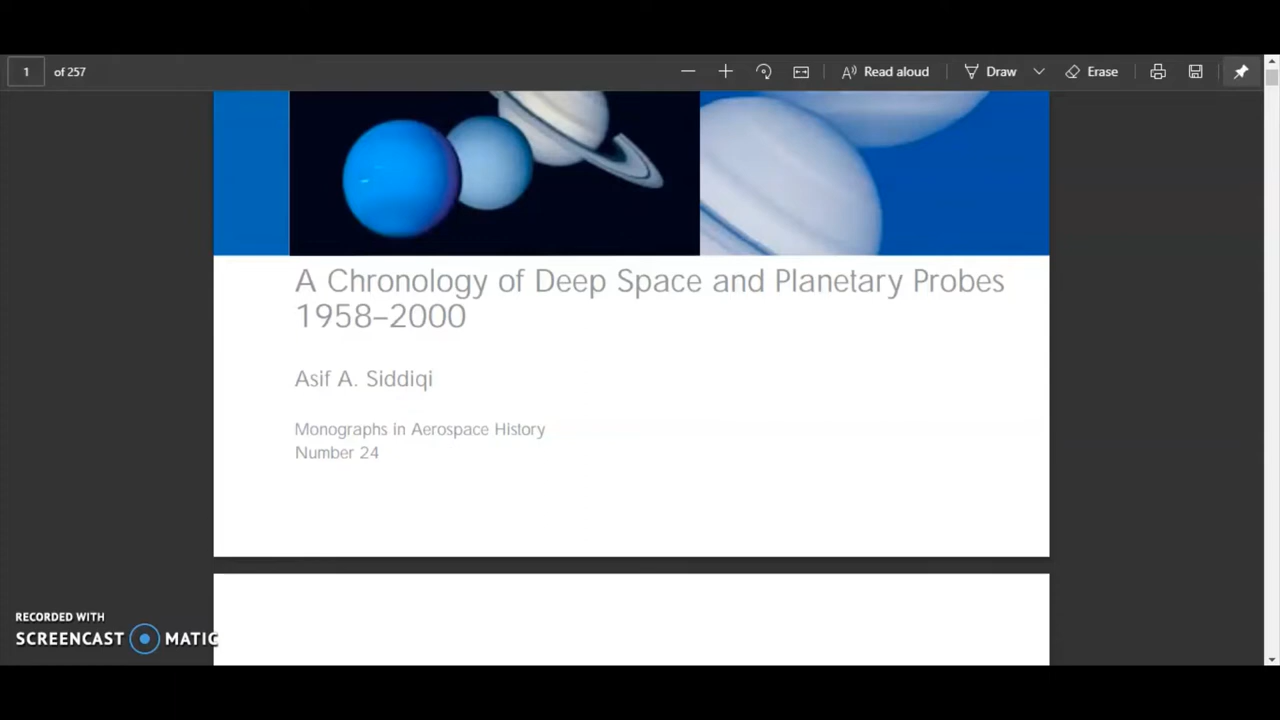 1 of 257 Read aloud Draw Erase
A Chronology of Deep Space and Planetary Probes
1958–2000
Asif A. Siddiqi
Monographs in Aerospace History
Number 24
RECORDED WITH
SCREENCAST MATIC